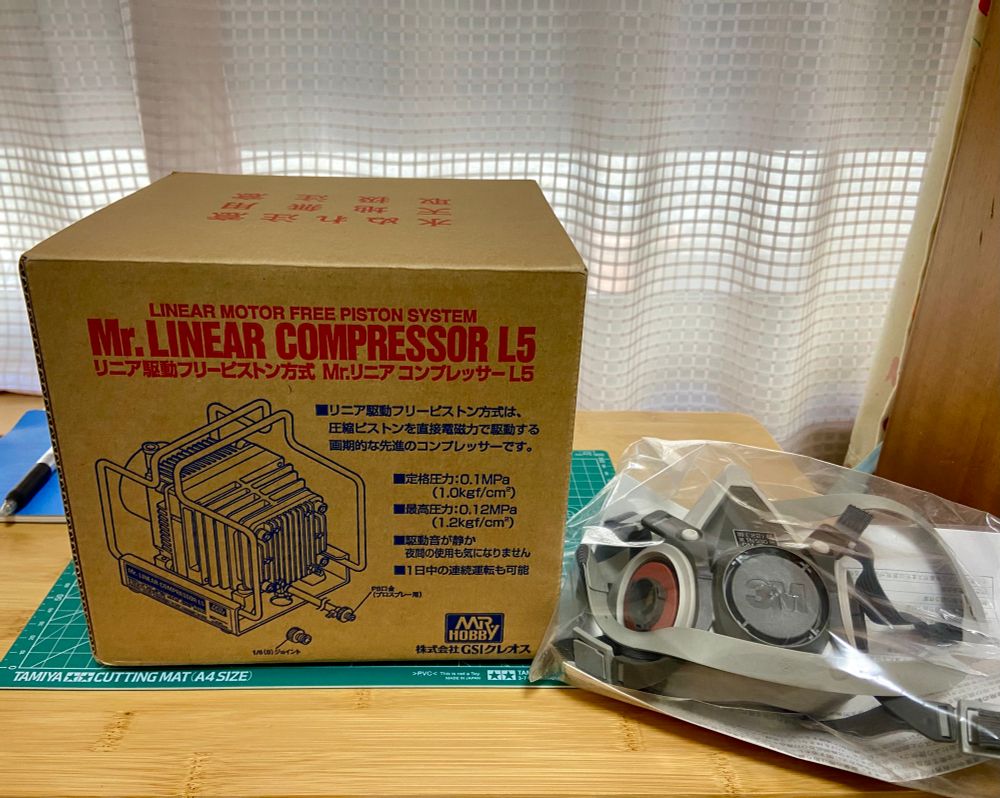 取扱注意
天地無用
水ぬれ注意
LINEAR MOTOR FREE PISTON SYSTEM
Mr. LINEAR COMPRESSOR L5
リニア駆動フリーピストン方式 Mr.リニア コンプレッサー L5
■リニア駆動フリーピストン方式は、
圧縮ピストンを直接電磁力で駆動する
画期的な先進のコンプレッサーです。
■定格圧力:0.1MPa
(1.0kgf/cm²)
■最高圧力:0.12MPa
(1.2kgf/cm²)
■駆動音が静か
夜間の使用も気になりません
■1日中の連続運転も可能
PS口金
(プロスプレー用)
Mr. LINEAR COMPRESSOR L5
1/8(S)ジョイント
MR. HOBBY
株式会社 GSIクレオス
3M
TAMIYA CUTTING MAT (A4 SIZE)
>PVC< This is not a Toy
MADE IN JAPAN